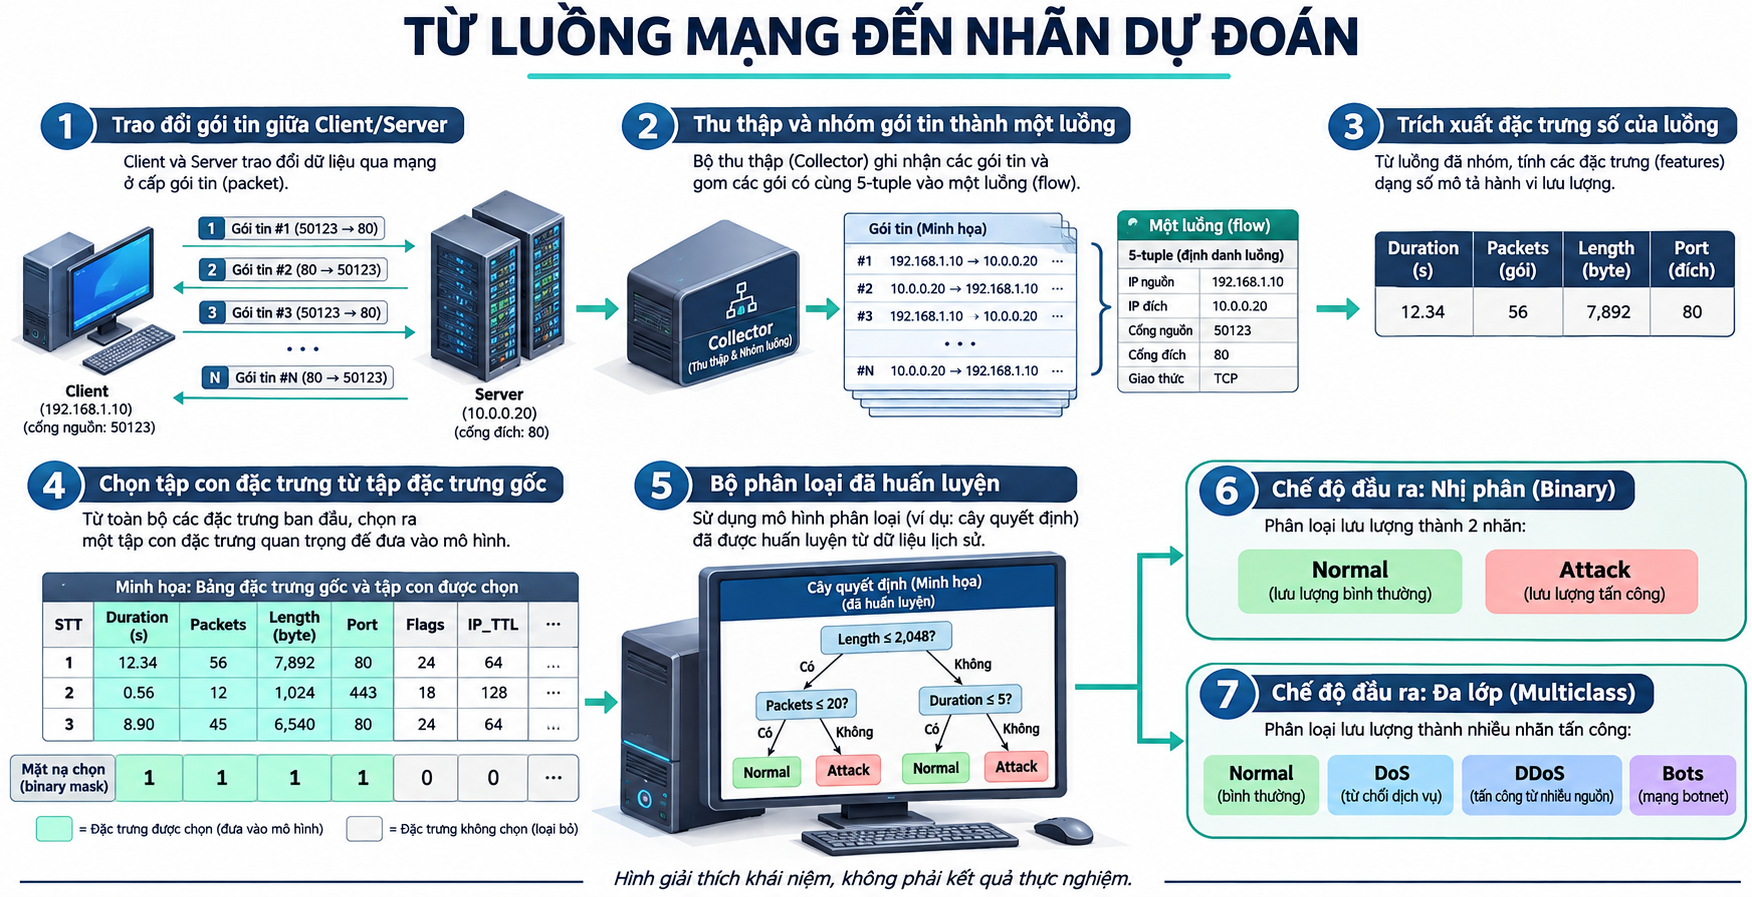 TỪ LUỒNG MẠNG ĐẾN NHÃN DỰ ĐOÁN
1 Trao đổi gói tin giữa Client/Server
Client và Server trao đổi dữ liệu qua mạng
ở cấp gói tin (packet).
1 Gói tin #1 (50123 → 80)
2 Gói tin #2 (80 → 50123)
3 Gói tin #3 (50123 → 80)
• • •
N Gói tin #N (80 → 50123)
Client
(192.168.1.10)
(cổng nguồn: 50123)
Server
(10.0.0.20)
(cổng đích: 80)
2 Thu thập và nhóm gói tin thành một luồng
Bộ thu thập (Collector) ghi nhận các gói tin và
gom các gói có cùng 5-tuple vào một luồng (flow).
Collector
(Thu thập & Nhóm luồng)
Gói tin (Minh họa)
#1 192.168.1.10 → 10.0.0.20 ...
#2 10.0.0.20 → 192.168.1.10 ...
#3 192.168.1.10 → 10.0.0.20 ...
• • •
#N 10.0.0.20 → 192.168.1.10 ...
Một luồng (flow)
5-tuple (định danh luồng)
IP nguồn 192.168.1.10
IP đích 10.0.0.20
Cổng nguồn 50123
Cổng đích 80
Giao thức TCP
3 Trích xuất đặc trưng số của luồng
Từ luồng đã nhóm, tính các đặc trưng (features)
dạng số mô tả hành vi lưu lượng.
Duration (s) Packets (gói) Length (byte) Port (đích)
12.34 56 7,892 80
4 Chọn tập con đặc trưng từ tập đặc trưng gốc
Từ toàn bộ các đặc trưng ban đầu, chọn ra
một tập con đặc trưng quan trọng để đưa vào mô hình.
Minh họa: Bảng đặc trưng gốc và tập con được chọn
STT Duration (s) Packets Length (byte) Port Flags IP_TTL ...
1 12.34 56 7,892 80 24 64 ...
2 0.56 12 1,024 443 18 128 ...
3 8.90 45 6,540 80 24 64 ...
Mặt nạ chọn
(binary mask)
1 1 1 1 0 0 ...
= Đặc trưng được chọn (đưa vào mô hình)
= Đặc trưng không chọn (loại bỏ)
5 Bộ phân loại đã huấn luyện
Sử dụng mô hình phân loại (ví dụ: cây quyết định)
đã được huấn luyện từ dữ liệu lịch sử.
Cây quyết định (Minh họa)
(đã huấn luyện)
Length ≤ 2,048?
Có Không
Packets ≤ 20? Duration ≤ 5?
Có Không Có Không
Normal Attack Normal Attack
6 Chế độ đầu ra: Nhị phân (Binary)
Phân loại lưu lượng thành 2 nhãn:
Normal
(lưu lượng bình thường)
Attack
(lưu lượng tấn công)
7 Chế độ đầu ra: Đa lớp (Multiclass)
Phân loại lưu lượng thành nhiều nhãn tấn công:
Normal
(bình thường)
DoS
(từ chối dịch vụ)
DDoS
(tấn công từ nhiều nguồn)
Bots
(mạng botnet)
Hình giải thích khái niệm, không phải kết quả thực nghiệm.